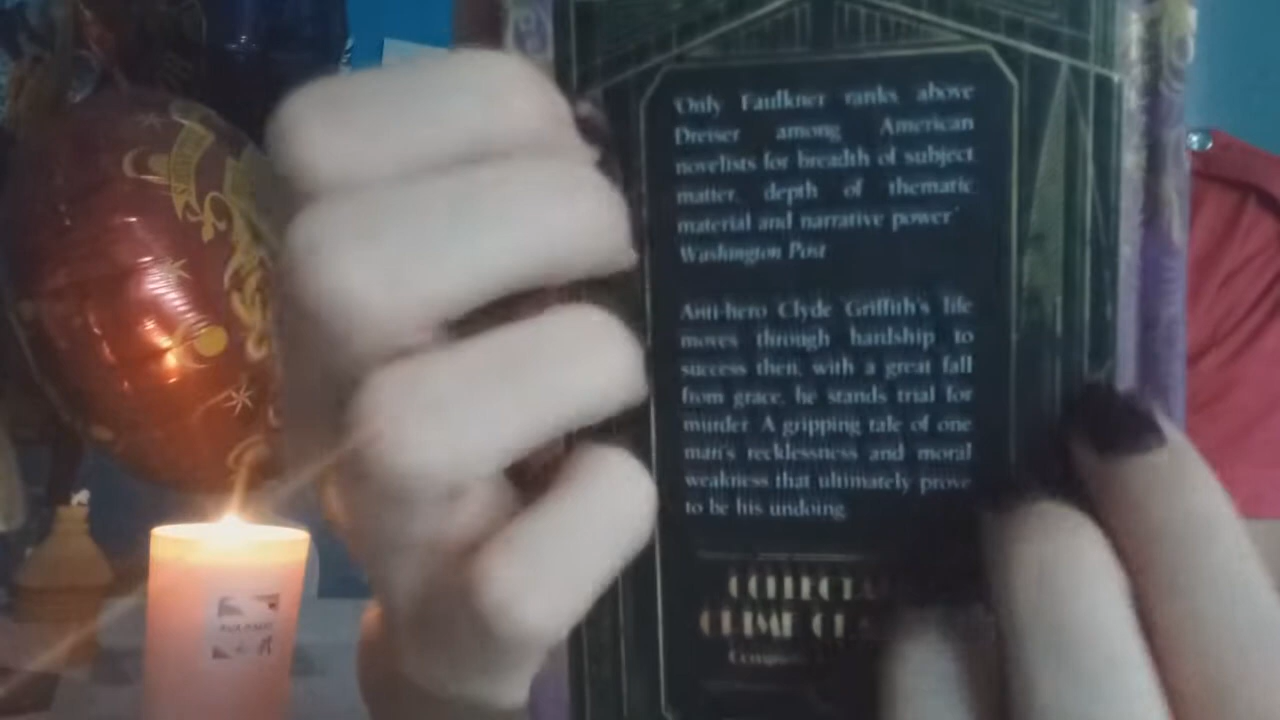 'Only Faulkner ranks above
Dreiser among American
novelists for breadth of subject
matter, depth of thematic
material and narrative power'
Washington Post
Anti-hero Clyde Griffith's life
moves through hardship to
success then, with a great fall
from grace, he stands trial for
murder. A gripping tale of one
man's recklessness and moral
weakness that ultimately prove
to be his undoing.
CRIME